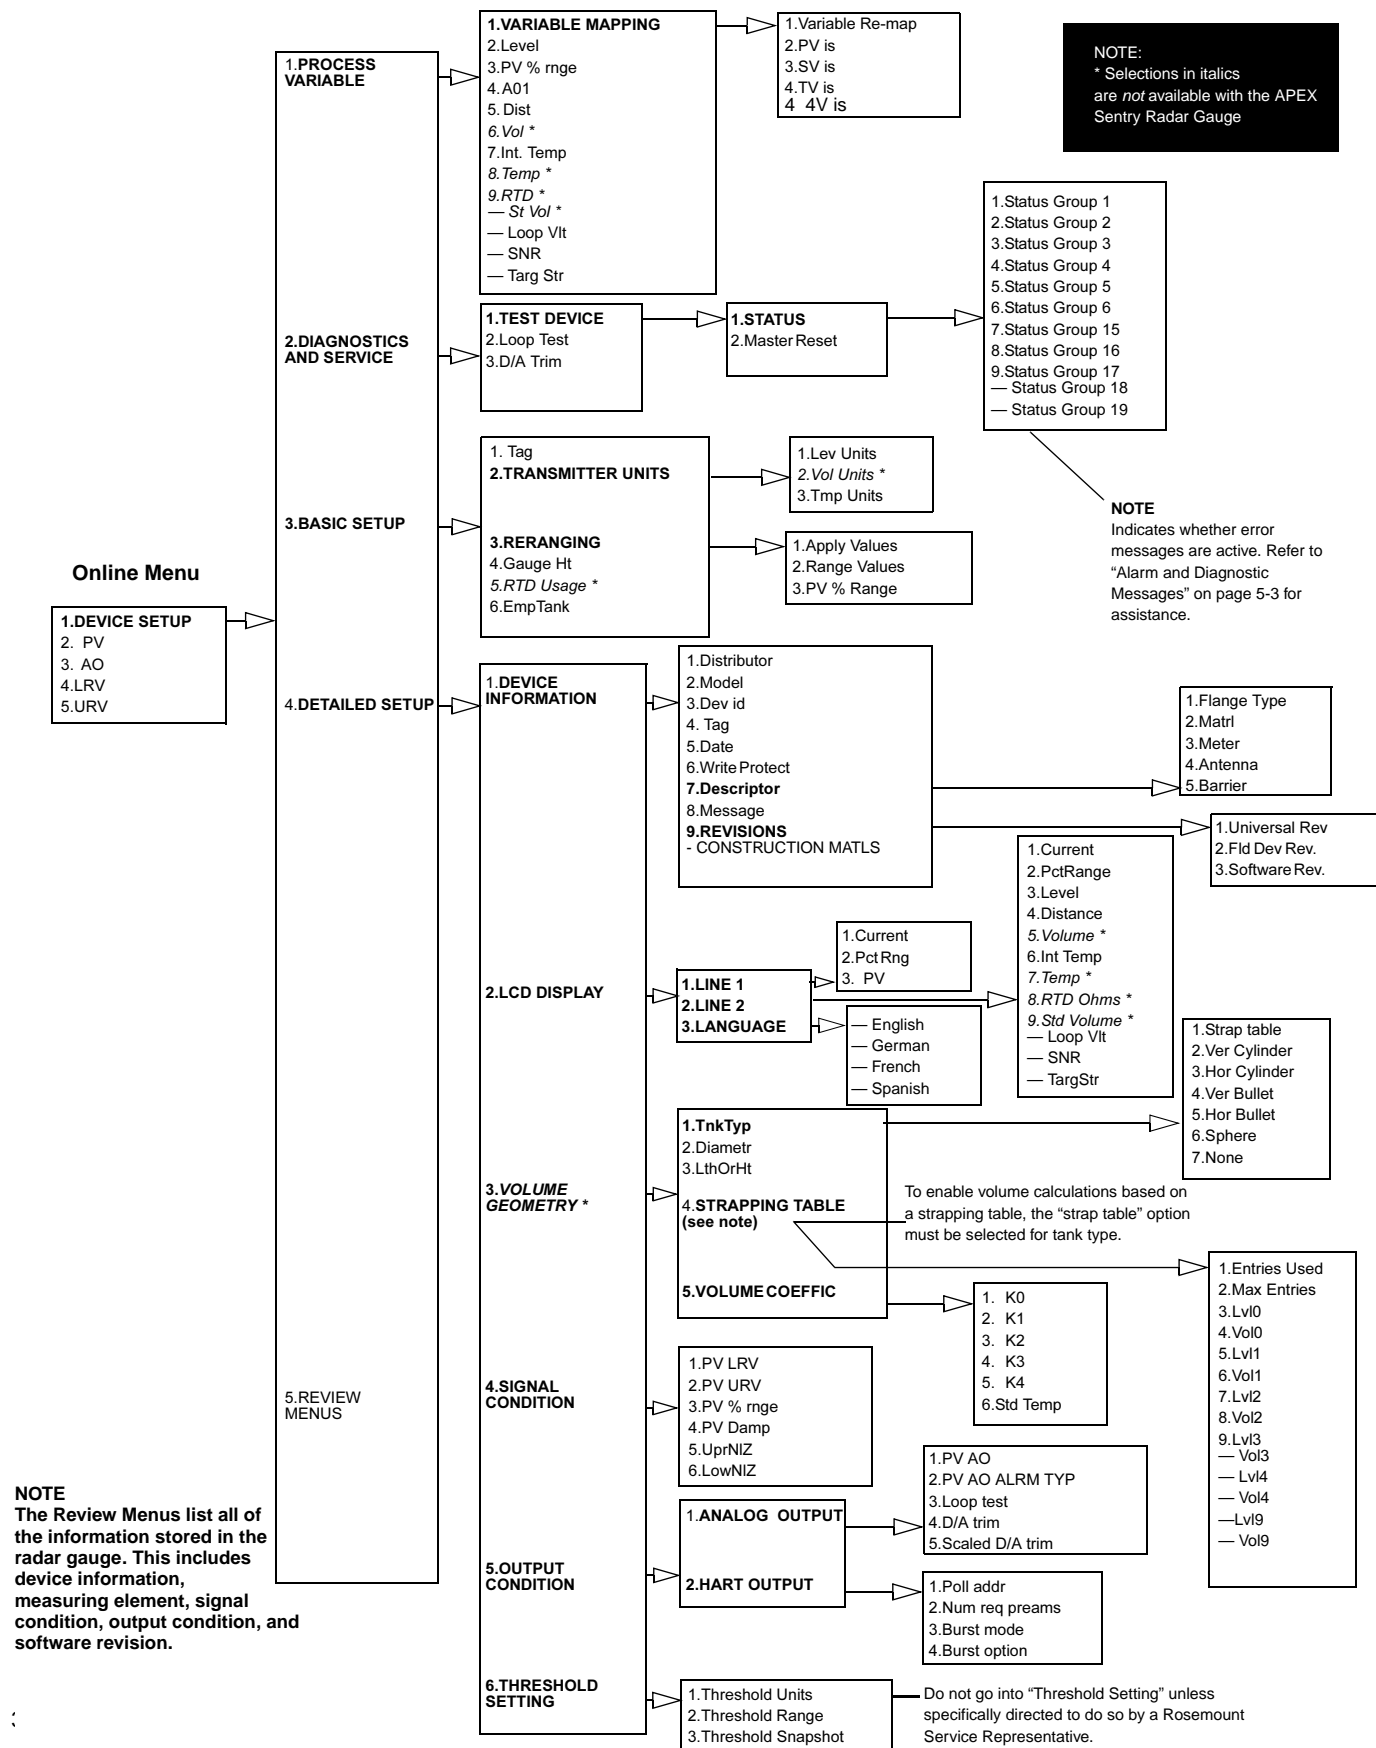 Online Menu
1.DEVICE SETUP
2. PV
3. AO
4.LRV
5.URV
1.PROCESS
VARIABLE
2.DIAGNOSTICS
AND SERVICE
3.BASIC SETUP
4.DETAILED SETUP
5.REVIEW
MENUS
1.VARIABLE MAPPING
2.Level
3.PV % rnge
4.A01
5.Dist
6.Vol *
7.Int. Temp
8.Temp *
9.RTD *
— St Vol *
— Loop Vlt
— SNR
— Targ Str
1.Variable Re-map
2.PV is
3.SV is
4.TV is
4 4V is
NOTE:
* Selections in italics
are not available with the APEX
Sentry Radar Gauge
1.TEST DEVICE
2.Loop Test
3.D/A Trim
1.STATUS
2.Master Reset
1.Status Group 1
2.Status Group 2
3.Status Group 3
4.Status Group 4
5.Status Group 5
6.Status Group 6
7.Status Group 15
8.Status Group 16
9.Status Group 17
— Status Group 18
— Status Group 19
NOTE
Indicates whether error
messages are active. Refer to
“Alarm and Diagnostic
Messages” on page 5-3 for
assistance.
1. Tag
2.TRANSMITTER UNITS
3.RERANGING
4.Gauge Ht
5.RTD Usage *
6.EmpTank
1.Lev Units
2.Vol Units *
3.Tmp Units
1.Apply Values
2.Range Values
3.PV % Range
1.DEVICE
INFORMATION
2.LCD DISPLAY
3.VOLUME
GEOMETRY *
4.SIGNAL
CONDITION
5.OUTPUT
CONDITION
6.THRESHOLD
SETTING
1.Distributor
2.Model
3.Dev id
4. Tag
5.Date
6.Write Protect
7.Descriptor
8.Message
9.REVISIONS
- CONSTRUCTION MATLS
1.Flange Type
2.Matrl
3.Meter
4.Antenna
5.Barrier
1.Universal Rev
2.Fld Dev Rev.
3.Software Rev.
1.LINE 1
2.LINE 2
3.LANGUAGE
1.Current
2.Pct Rng
3. PV
— English
— German
— French
— Spanish
1.Current
2.PctRange
3.Level
4.Distance
5.Volume *
6.Int Temp
7.Temp *
8.RTD Ohms *
9.Std Volume *
— Loop Vlt
— SNR
— TargStr
1.TnkTyp
2.Diametr
3.LthOrHt
4.STRAPPING TABLE
(see note)
5.VOLUME COEFFIC
1.Strap table
2.Ver Cylinder
3.Hor Cylinder
4.Ver Bullet
5.Hor Bullet
6.Sphere
7.None
To enable volume calculations based on
a strapping table, the “strap table” option
must be selected for tank type.
1.Entries Used
2.Max Entries
3.Lvl0
4.Vol0
5.Lvl1
6.Vol1
7.Lvl2
8.Vol2
9.Lvl3
— Vol3
— Lvl4
— Vol4
—Lvl9
— Vol9
1. K0
2. K1
3. K2
4. K3
5. K4
6.Std Temp
1.PV LRV
2.PV URV
3.PV % rnge
4.PV Damp
5.UprNlZ
6.LowNlZ
1.ANALOG OUTPUT
2.HART OUTPUT
1.PV AO
2.PV AO ALRM TYP
3.Loop test
4.D/A trim
5.Scaled D/A trim
1.Poll addr
2.Num req preams
3.Burst mode
4.Burst option
1.Threshold Units
2.Threshold Range
3.Threshold Snapshot
Do not go into “Threshold Setting” unless
specifically directed to do so by a Rosemount
Service Representative.
NOTE
The Review Menus list all of
the information stored in the
radar gauge. This includes
device information,
measuring element, signal
condition, output condition, and
software revision.